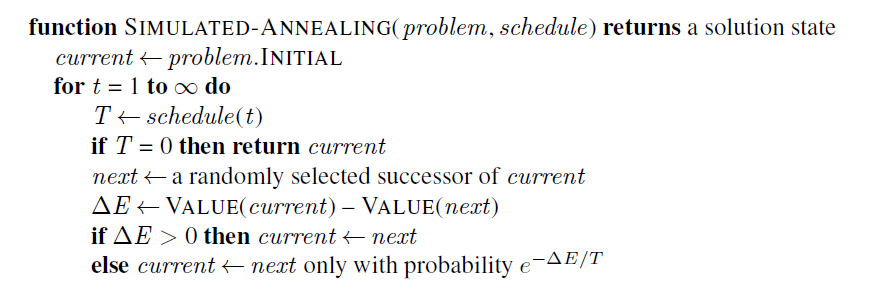 function SIMULATED-ANNEALING(problem, schedule) returns a solution state
current ← problem.INITIAL
for t = 1 to ∞ do
T ← schedule(t)
if T = 0 then return current
next ← a randomly selected successor of current
ΔE ← VALUE(current) – VALUE(next)
if ΔE > 0 then current ← next
else current ← next only with probability e^−ΔE/T